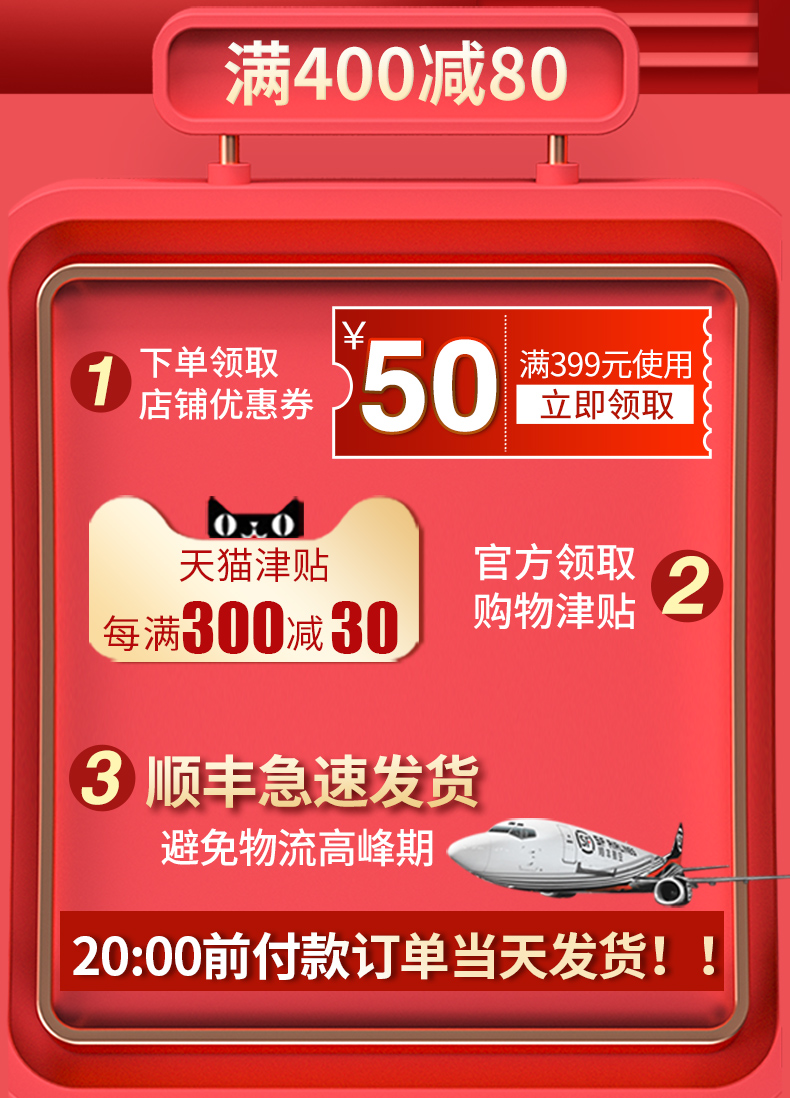 满400减80
1
下单领取
店铺优惠券
¥50
满399元使用
立即领取
天猫津贴
每满300减30
官方领取
购物津贴
2
3
顺丰急速发货
避免物流高峰期
SF
20:00前付款订单当天发货！！